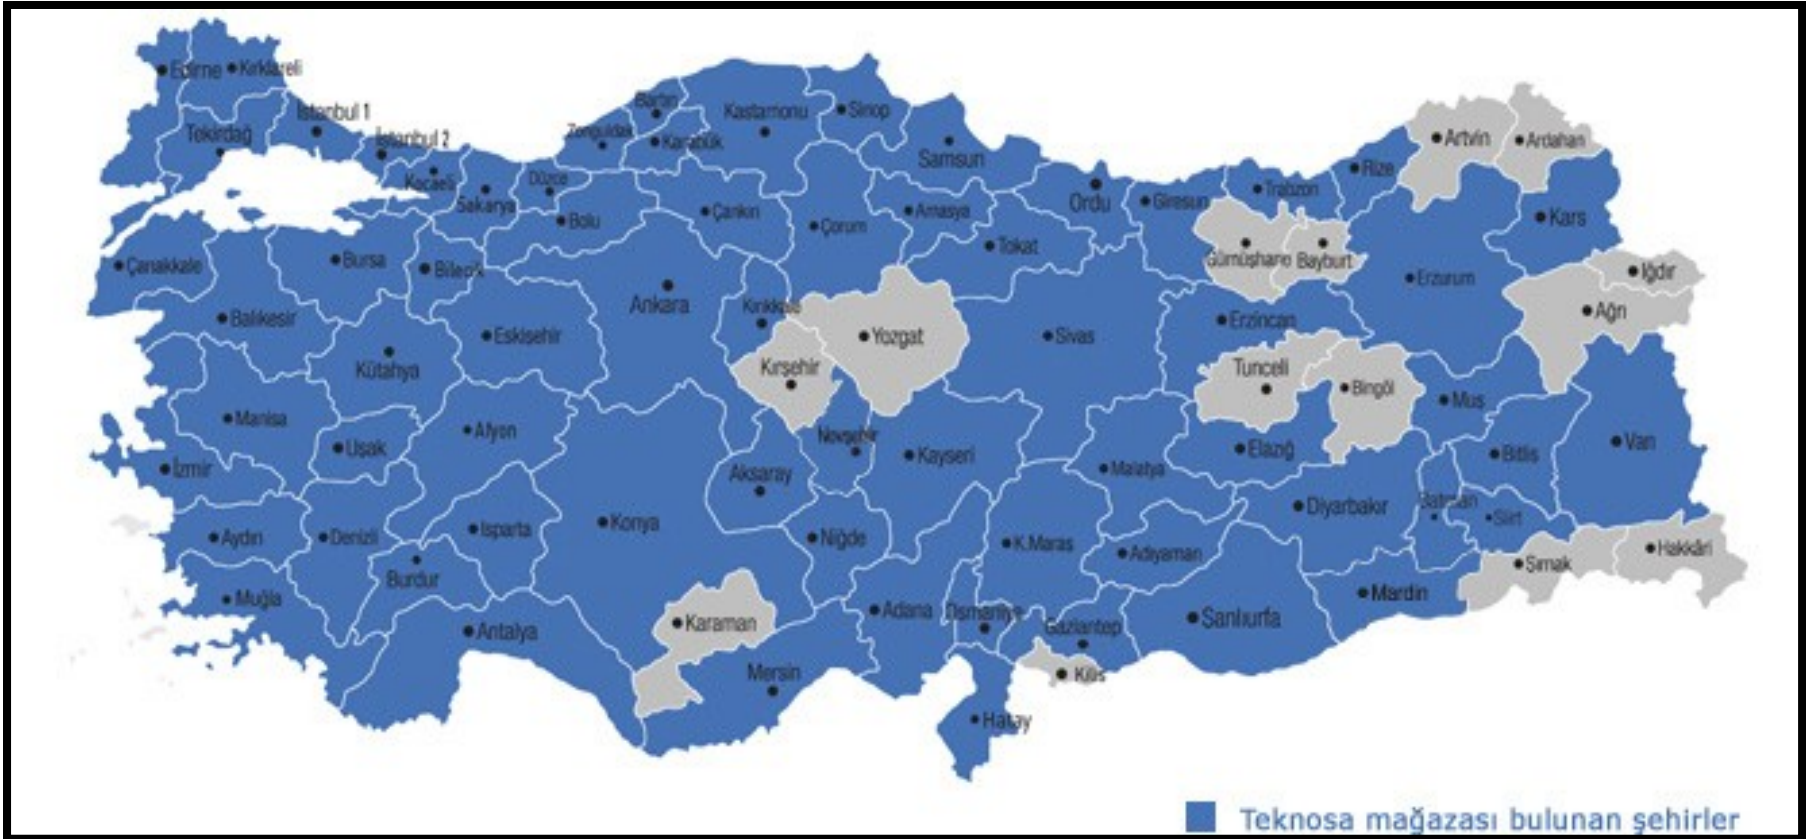 Edirne
Kırklareli
İstanbul 1
Tekirdağ
İstanbul 2
Kocaeli
Sakarya
Düzce
Bolu
Zonguldak
Bartın
Karabük
Kastamonu
Sinop
Samsun
Çankırı
Çorum
Amasya
Tokat
Ordu
Giresun
Trabzon
Rize
Artvin
Ardahan
Kars
Gümüşhane
Bayburt
Erzurum
Iğdır
Ağrı
Çanakkale
Bursa
Bilecik
Balıkesir
Kütahya
Eskişehir
Ankara
Kırıkkale
Kırşehir
Yozgat
Sivas
Erzincan
Tunceli
Bingöl
Muş
Manisa
Uşak
Afyon
İzmir
Aksaray
Nevşehir
Kayseri
Malatya
Elazığ
Diyarbakır
Batman
Bitlis
Siirt
Van
Aydın
Denizli
Isparta
Burdur
Konya
Niğde
K.Maraş
Adıyaman
Şırnak
Hakkâri
Muğla
Antalya
Karaman
Mersin
Adana
Osmaniye
Gaziantep
Kilis
Şanlıurfa
Mardin
Hatay
Teknosa mağazası bulunan şehirler